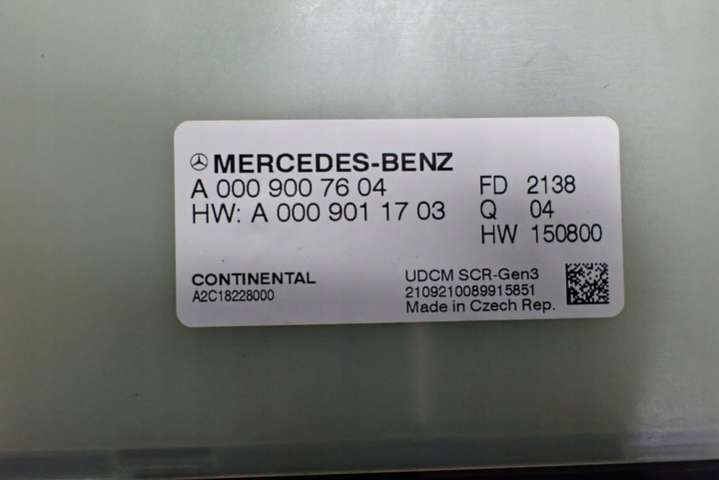 MERCEDES-BENZ
A 000 900 76 04 FD 2138
HW: A 000 901 17 03 Q 04
HW 150800
CONTINENTAL UDCM SCR-Gen3
A2C18228000 2109210089915851
Made in Czech Rep.